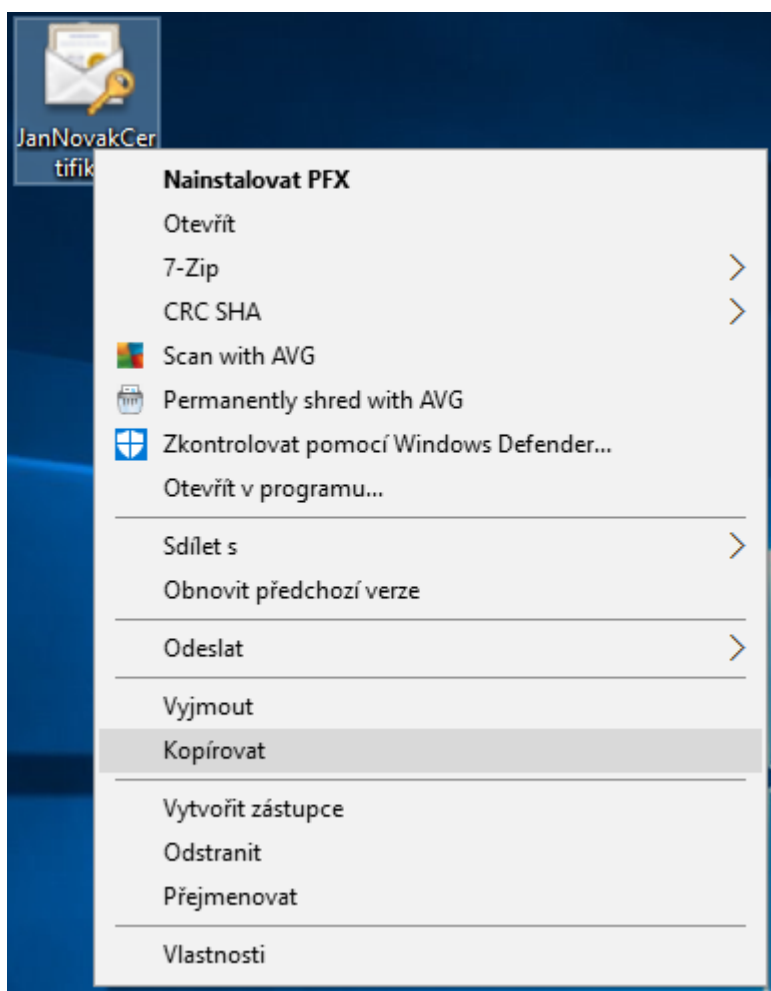 JanNovakCer
tifik
Nainstalovat PFX
Otevřít
7-Zip
CRC SHA
Scan with AVG
Permanently shred with AVG
Zkontrolovat pomocí Windows Defender...
Otevřít v programu...
Sdílet s
Obnovit předchozí verze
Odeslat
Vyjmout
Kopírovat
Vytvořit zástupce
Odstranit
Přejmenovat
Vlastnosti